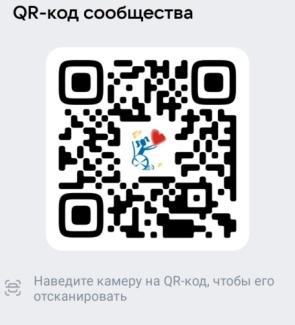 QR-код сообщества
Наведите камеру на QR-код, чтобы его
отсканировать